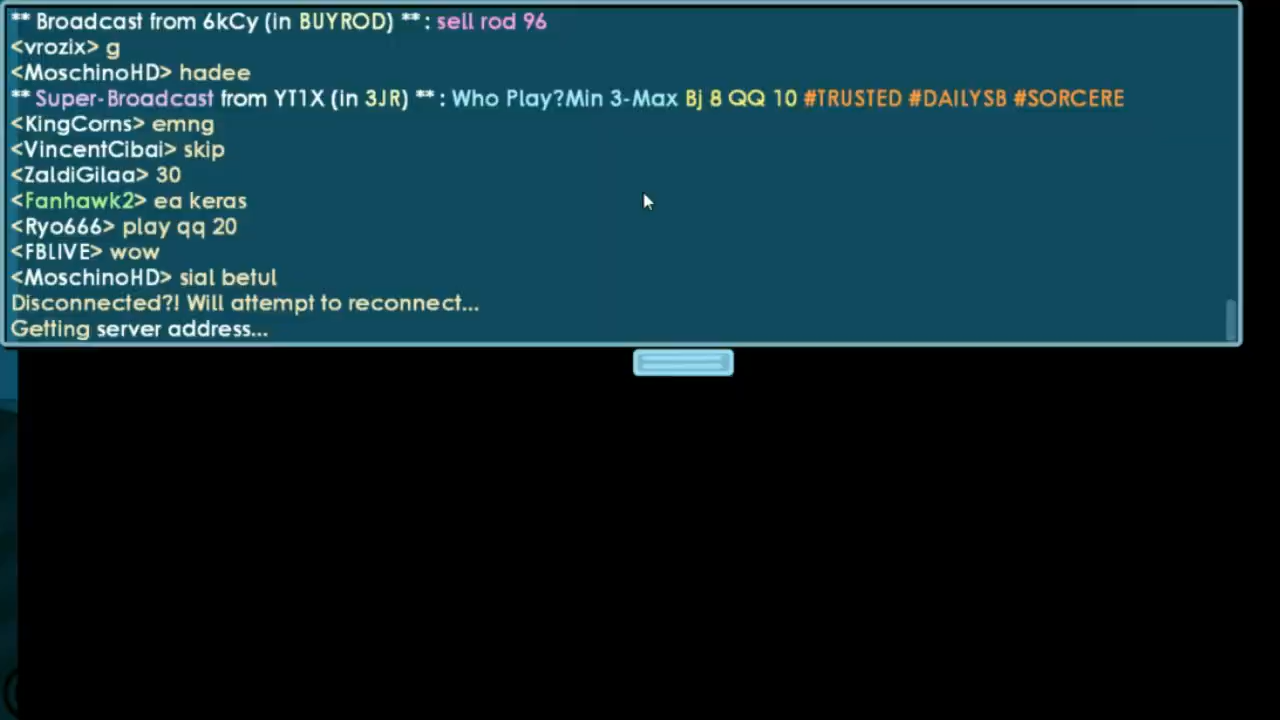 ** Broadcast from 6kCy (in BUYROD) ** : sell rod 96
<vrozix> g
<MoschinoHD> hadee
** Super-Broadcast from YT1X (in 3JR) ** : Who Play?Min 3-Max Bj 8 QQ 10 #TRUSTED #DAILYSB #SORCERE
<KingCorns> emng
<VincentCibai> skip
<ZaldiGilaa> 30
<Fanhawk2> ea keras
<Ryo666> play qq 20
<FBLIVE> wow
<MoschinoHD> sial betul
Disconnected?! Will attempt to reconnect...
Getting server address...